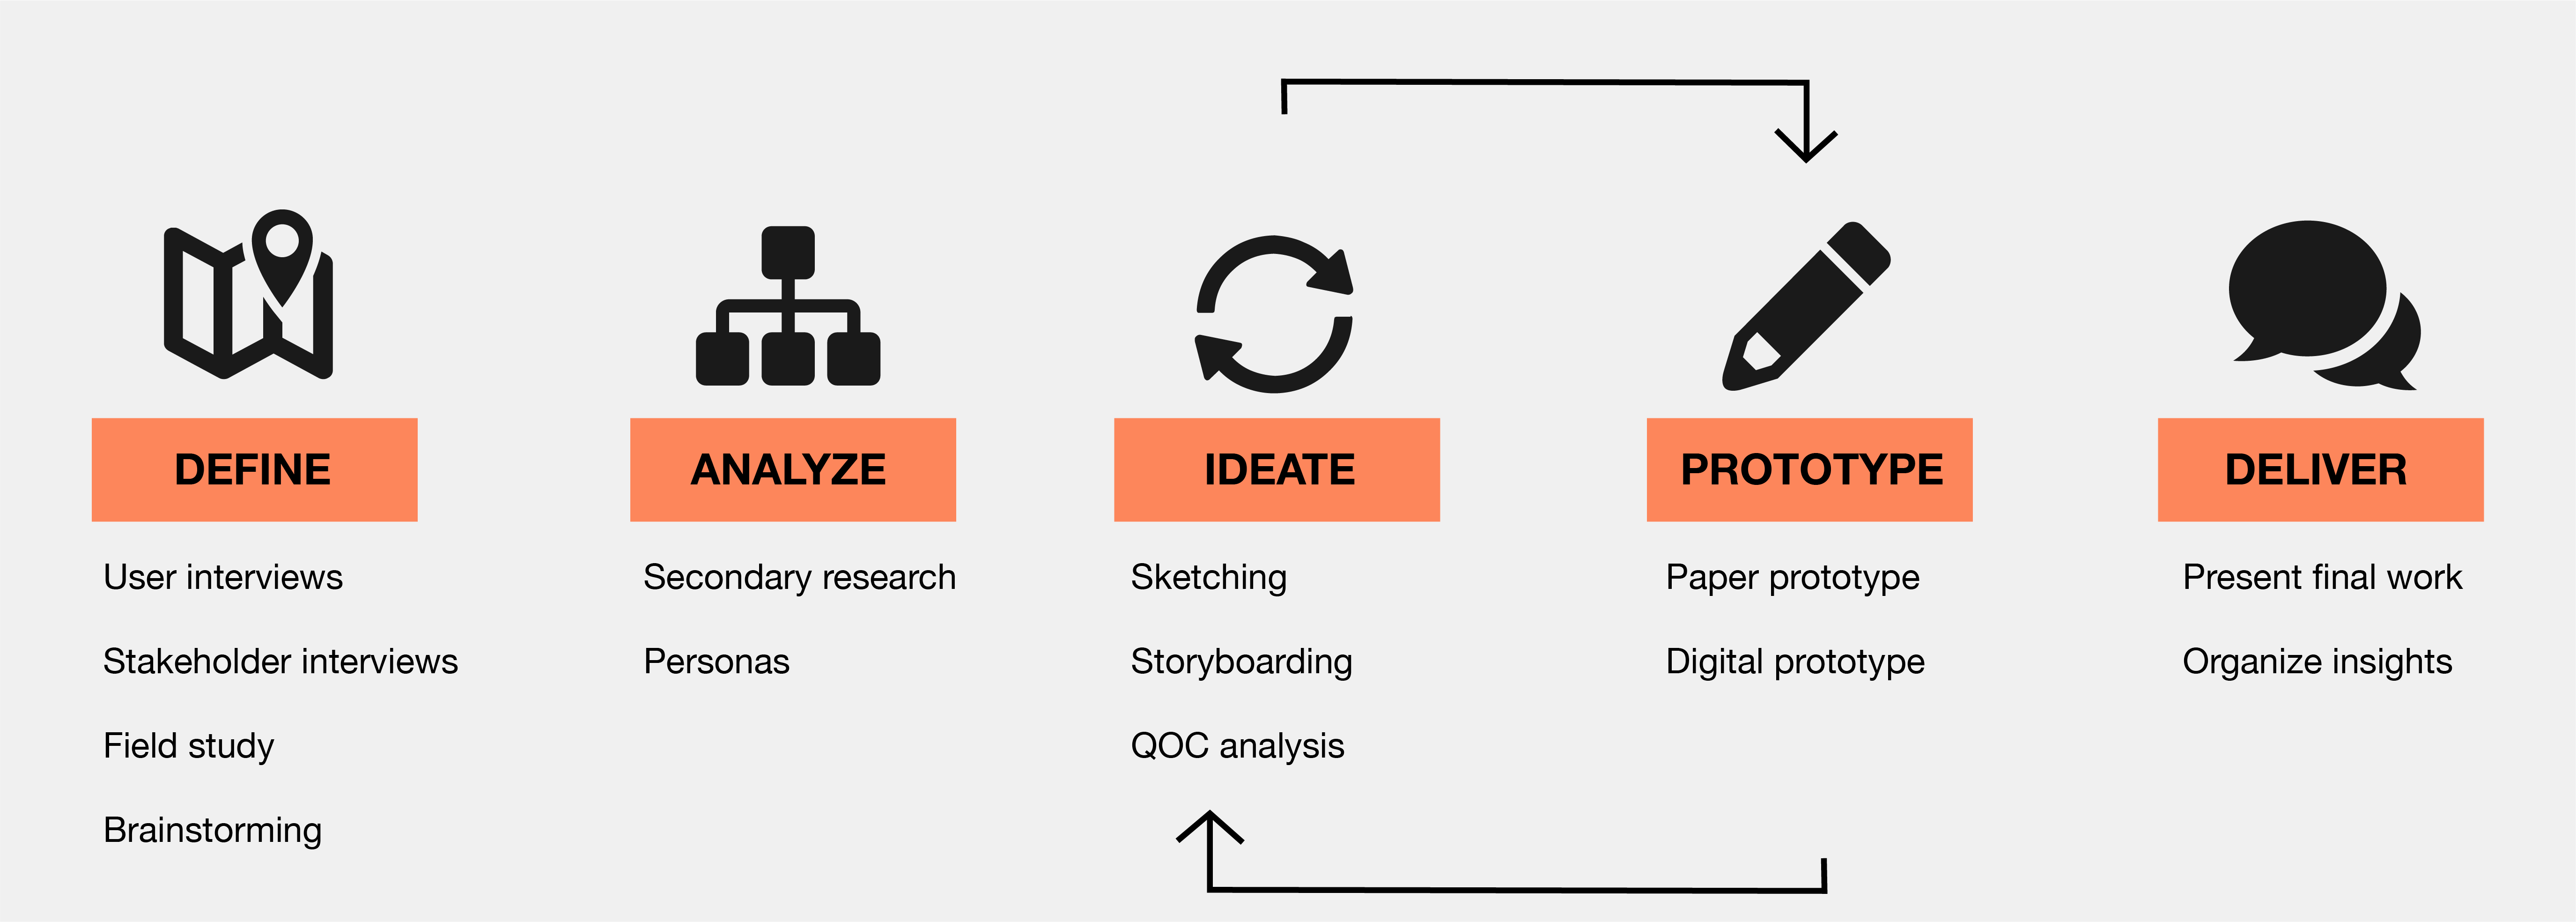 DEFINE
User interviews
Stakeholder interviews
Field study
Brainstorming
ANALYZE
Secondary research
Personas
IDEATE
Sketching
Storyboarding
QOC analysis
PROTOTYPE
Paper prototype
Digital prototype
DELIVER
Present final work
Organize insights